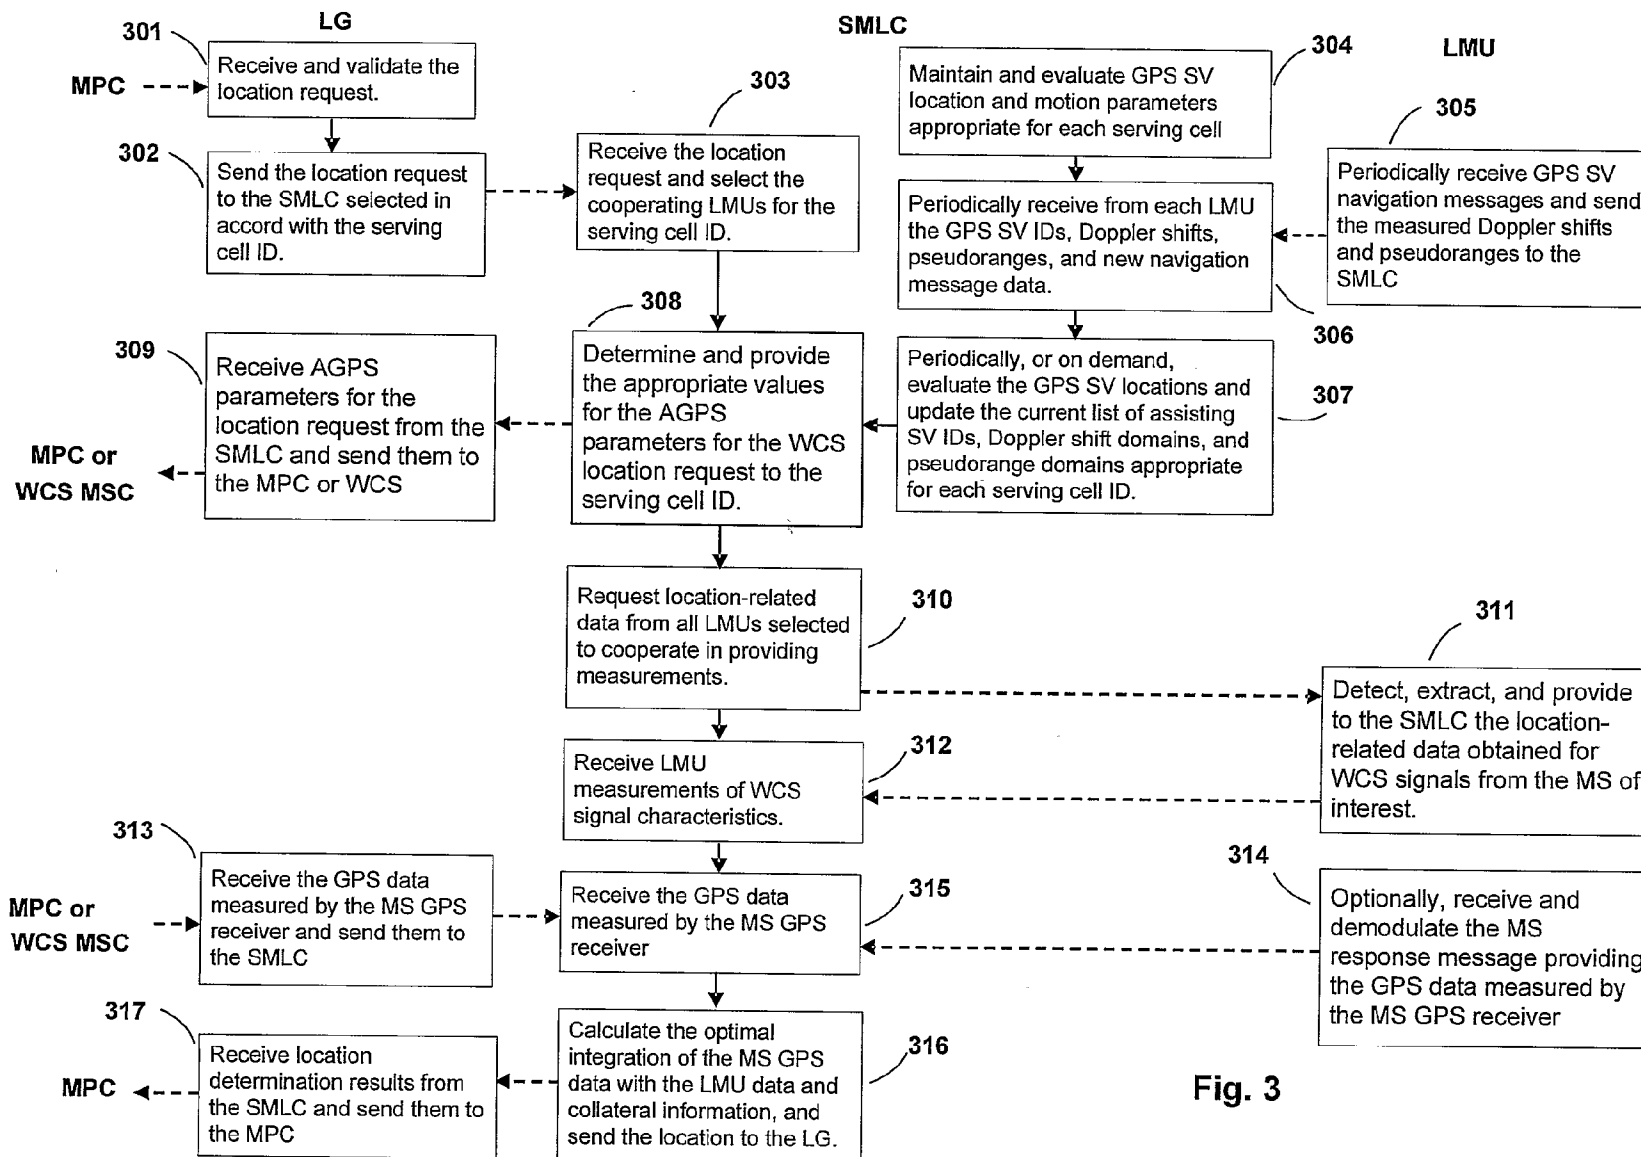 LG
SMLC
LMU
301
Receive and validate the
location request.
MPC
302
Send the location request
to the SMLC selected in
accord with the serving
cell ID.
303
Receive the location
request and select the
cooperating LMUs for the
serving cell ID.
304
Maintain and evaluate GPS SV
location and motion parameters
appropriate for each serving cell
305
Periodically receive GPS SV
navigation messages and send
the measured Doppler shifts
and pseudoranges to the
SMLC
Periodically receive from each LMU
the GPS SV IDs, Doppler shifts,
pseudoranges, and new navigation
message data.
306
308
Determine and provide
the appropriate values
for the AGPS
parameters for the WCS
location request to the
serving cell ID.
Periodically, or on demand,
evaluate the GPS SV locations and
update the current list of assisting
SV IDs, Doppler shift domains, and
pseudorange domains appropriate
for each serving cell ID.
307
309
Receive AGPS
parameters for the
location request from the
SMLC and send them to
the MPC or WCS
MPC or
WCS MSC
Request location-related
data from all LMUs selected
to cooperate in providing
measurements.
310
311
Detect, extract, and provide
to the SMLC the location-
related data obtained for
WCS signals from the MS of
interest.
Receive LMU
measurements of WCS
signal characteristics.
312
313
Receive the GPS data
measured by the MS GPS
receiver and send them to
the SMLC
MPC or
WCS MSC
Receive the GPS data
measured by the MS GPS
receiver
315
314
Optionally, receive and
demodulate the MS
response message providing
the GPS data measured by
the MS GPS receiver
317
Receive location
determination results from
the SMLC and send them to
the MPC
MPC
Calculate the optimal
integration of the MS GPS
data with the LMU data and
collateral information, and
send the location to the LG.
316
Fig. 3